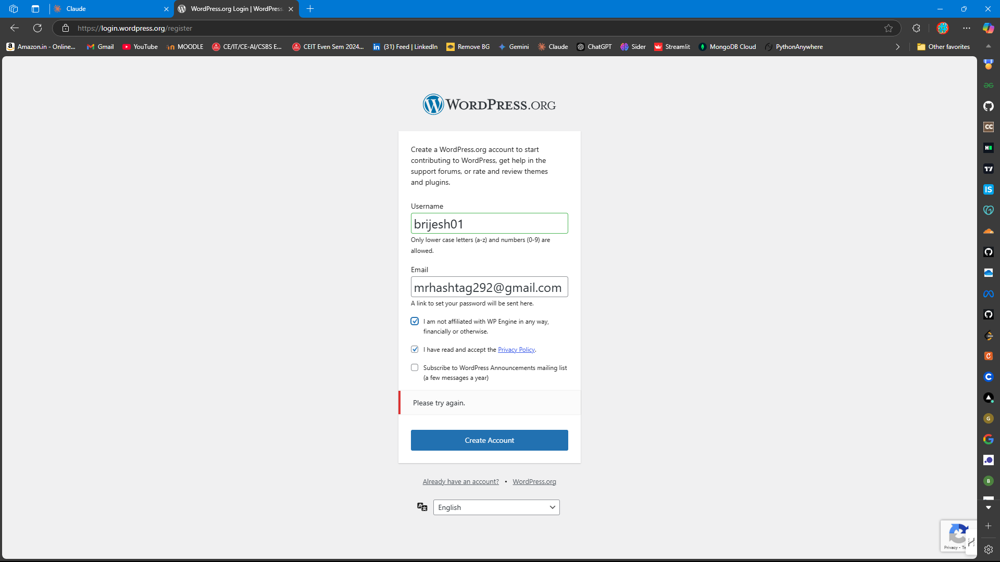 Claude
WordPress.org Login | WordPress.
https://login.wordpress.org/register
Amazon.in - Online... Gmail YouTube MOODLE CE/IT/CE-AI/CSBS E... CEIT Even Sem 2024... (31) Feed | LinkedIn Remove BG Gemini Claude ChatGPT Sider Streamlit MongoDB Cloud PythonAnywhere Other favorites
WORDPRESS.ORG
Create a WordPress.org account to start
contributing to WordPress, get help in the
support forums, or rate and review themes
and plugins.
Username
brijesh01
Only lower case letters (a-z) and numbers (0-9) are
allowed.
Email
mrhashtag292@gmail.com
A link to set your password will be sent here.
I am not affiliated with WP Engine in any way,
financially or otherwise.
I have read and accept the Privacy Policy.
Subscribe to WordPress Announcements mailing list
(a few messages a year)
Please try again.
Create Account
Already have an account? • WordPress.org
English
Privacy - Te